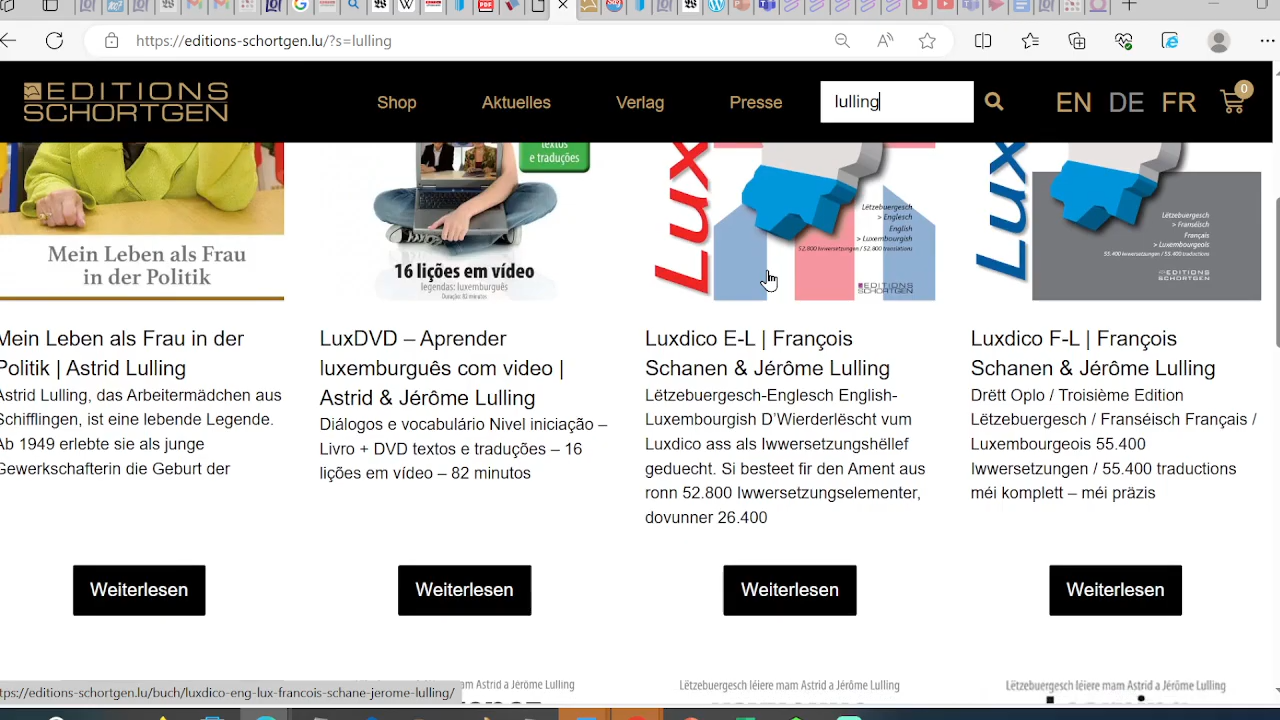 https://editions-schortgen.lu/?s=lulling
EDITIONS
SCHORTGEN
Shop
Aktuelles
Verlag
Presse
lulling
EN DE FR
0
Mein Leben als Frau
in der Politik
textos
e traduções
16 lições em vídeo
legendas: luxemburguês
Duração: 82 minutos
Lux
Lëtzebuergesch
> Englesch
English
> Luxembourgish
52.800 Iwwersetzungen / 52.800 translations
EDITIONS
SCHORTGEN
Lux
Lëtzebuergesch
> Franséisch
Français
> Luxembourgeois
55.400 Iwwersetzungen / 55.400 traductions
EDITIONS
SCHORTGEN
Mein Leben als Frau in der
Politik | Astrid Lulling
Astrid Lulling, das Arbeitermädchen aus
Schifflingen, ist eine lebende Legende.
Ab 1949 erlebte sie als junge
Gewerkschafterin die Geburt der
LuxDVD – Aprender
luxemburguês com video |
Astrid & Jérôme Lulling
Diálogos e vocabulário Nivel iniciação –
Livro + DVD textos e traduções – 16
lições em vídeo – 82 minutos
Luxdico E-L | François
Schanen & Jérôme Lulling
Lëtzebuergesch-Englesch English-
Luxembourgish D’Wierderlëscht vum
Luxdico ass als Iwwersetzungshëllef
geduecht. Si besteet fir den Ament aus
ronn 52.800 Iwwersetzungselementer,
dovunner 26.400
Luxdico F-L | François
Schanen & Jérôme Lulling
Drëtt Oplo / Troisième Edition
Lëtzebuergesch / Franséisch Français /
Luxembourgeois 55.400
Iwwersetzungen / 55.400 traductions
méi komplett – méi präzis
Weiterlesen
Weiterlesen
Weiterlesen
Weiterlesen
ttps://editions-schortgen.lu/buch/luxdico-eng-lux-francois-schane-jerome-lulling/
mam Astrid a Jérôme Lulling
Lëtzebuergesch léiere mam Astrid a Jérôme Lulling
Lëtzebuergesch léiere mam Astrid a Jérôme Lulling